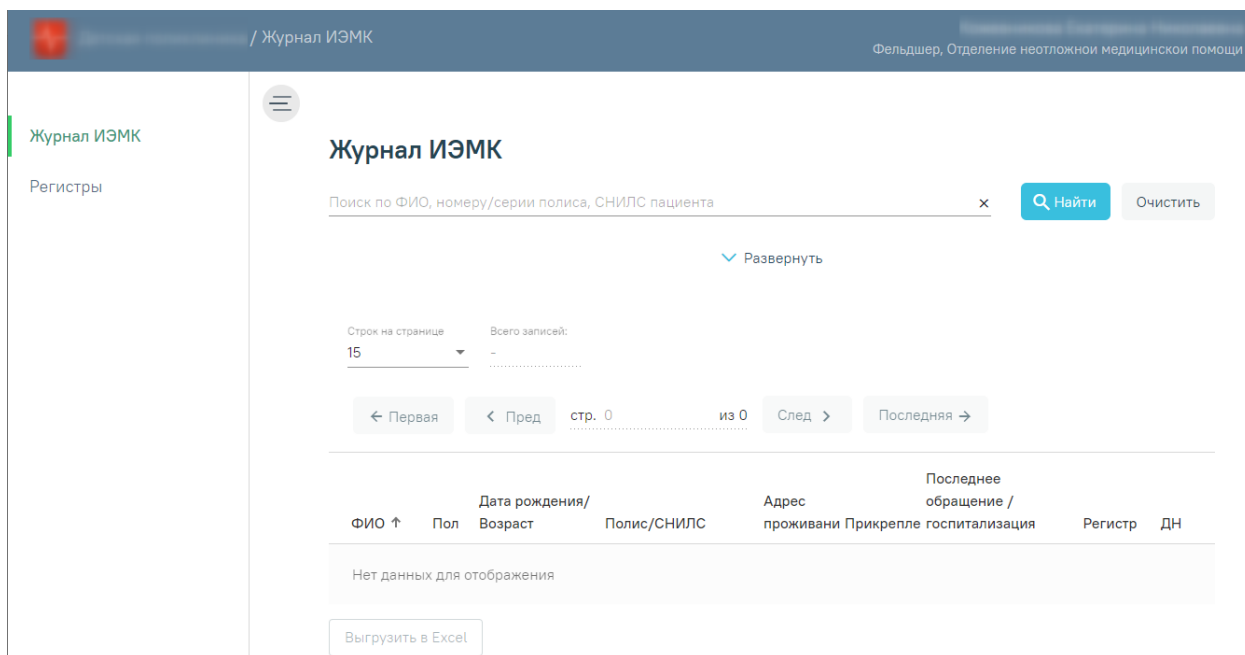 / Журнал ИЭМК
Фельдшер, Отделение неотложной медицинской помощи
Журнал ИЭМК
Регистры
Журнал ИЭМК
Поиск по ФИО, номеру/серии полиса, СНИЛС пациента
Найти
Очистить
Развернуть
Строк на странице
Всего записей:
15
-
Первая
Пред
стр. 0
из 0
След
Последняя
ФИО
Пол
Дата рождения/
Возраст
Полис/СНИЛС
Адрес
проживани
Прикрепле
Последнее
обращение /
госпитализация
Регистр
ДН
Нет данных для отображения
Выгрузить в Excel